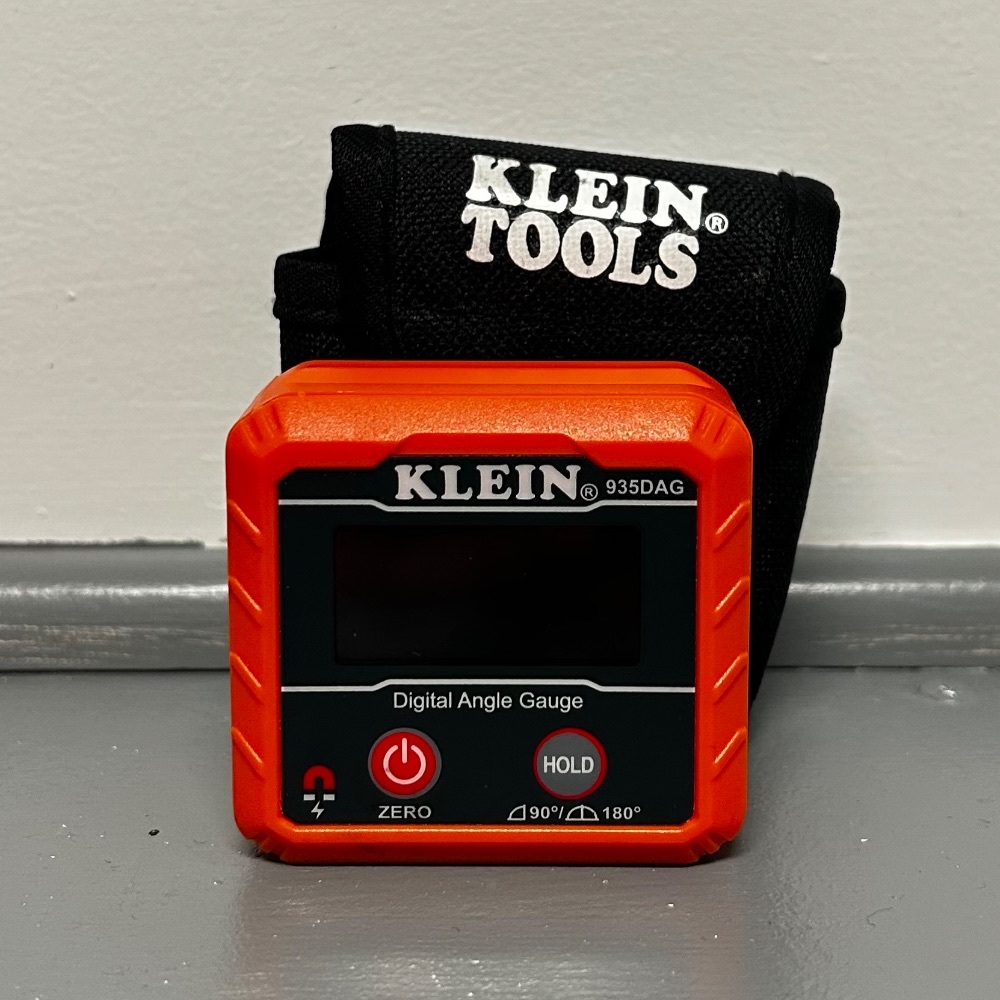 KLEIN
TOOLS®
KLEIN® 935DAG
Digital Angle Gauge
HOLD
ZERO
90°/ 180°